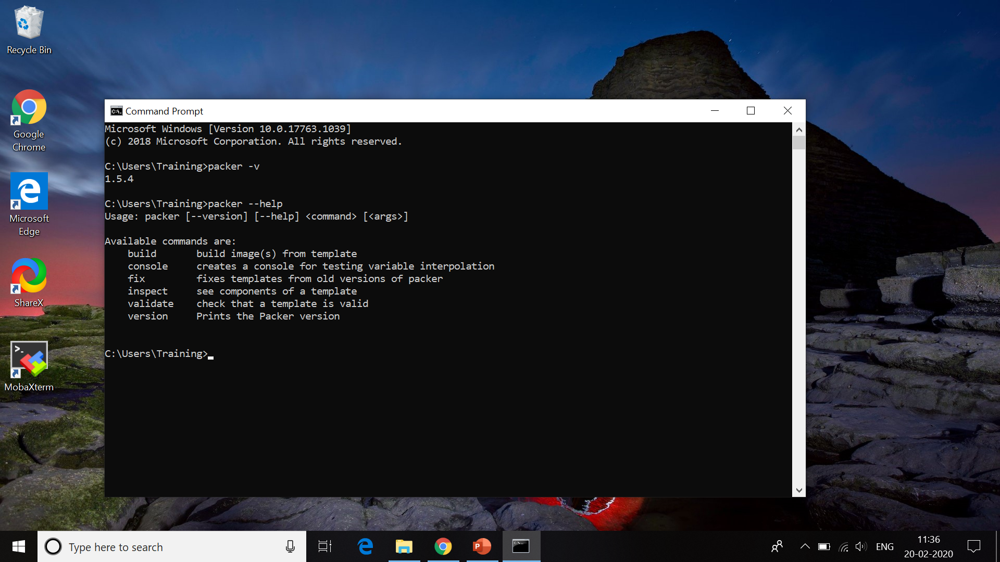 Recycle Bin
Google
Chrome
Microsoft
Edge
ShareX
MobaXterm
Command Prompt
Microsoft Windows [Version 10.0.17763.1039]
(c) 2018 Microsoft Corporation. All rights reserved.
C:\Users\Training>packer -v
1.5.4
C:\Users\Training>packer --help
Usage: packer [--version] [--help] <command> [<args>]
Available commands are:
build build image(s) from template
console creates a console for testing variable interpolation
fix fixes templates from old versions of packer
inspect see components of a template
validate check that a template is valid
version Prints the Packer version
C:\Users\Training>
Type here to search
ENG
11:36
20-02-2020